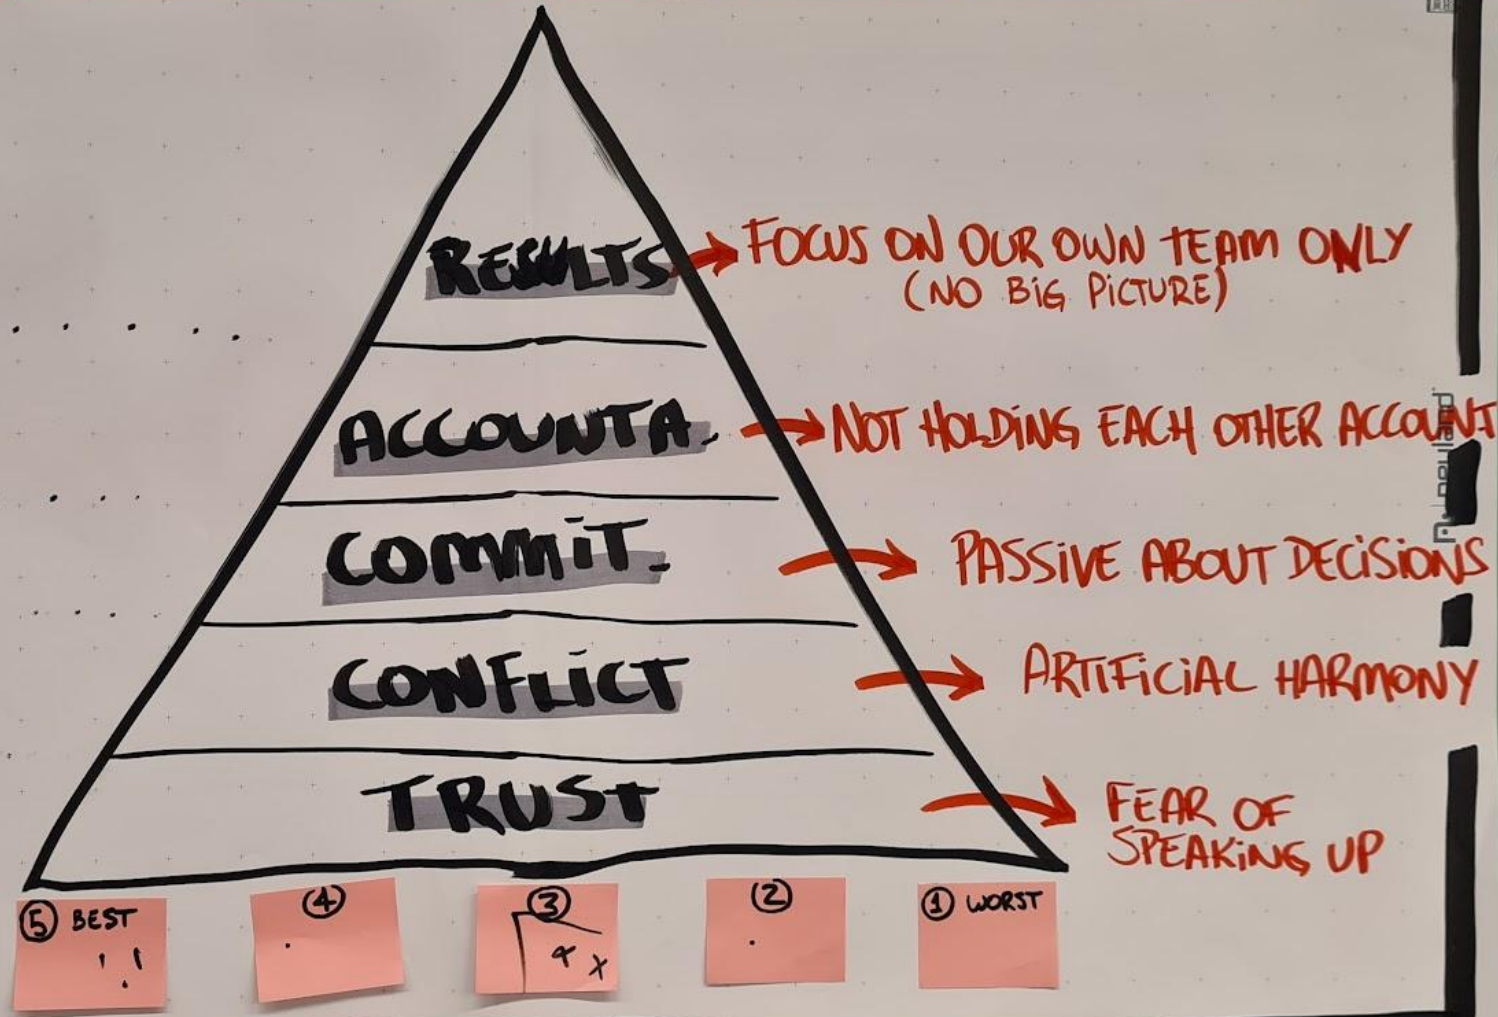 RESULTS
FOCUS ON OUR OWN TEAM ONLY
(NO BIG PICTURE)
ACCOUNTA.
NOT HOLDING EACH OTHER ACCOUNT
COMMIT.
PASSIVE ABOUT DECISIONS
CONFLICT
ARTIFICIAL HARMONY
TRUST
FEAR OF
SPEAKING UP
5 BEST
4
3
2
1 WORST